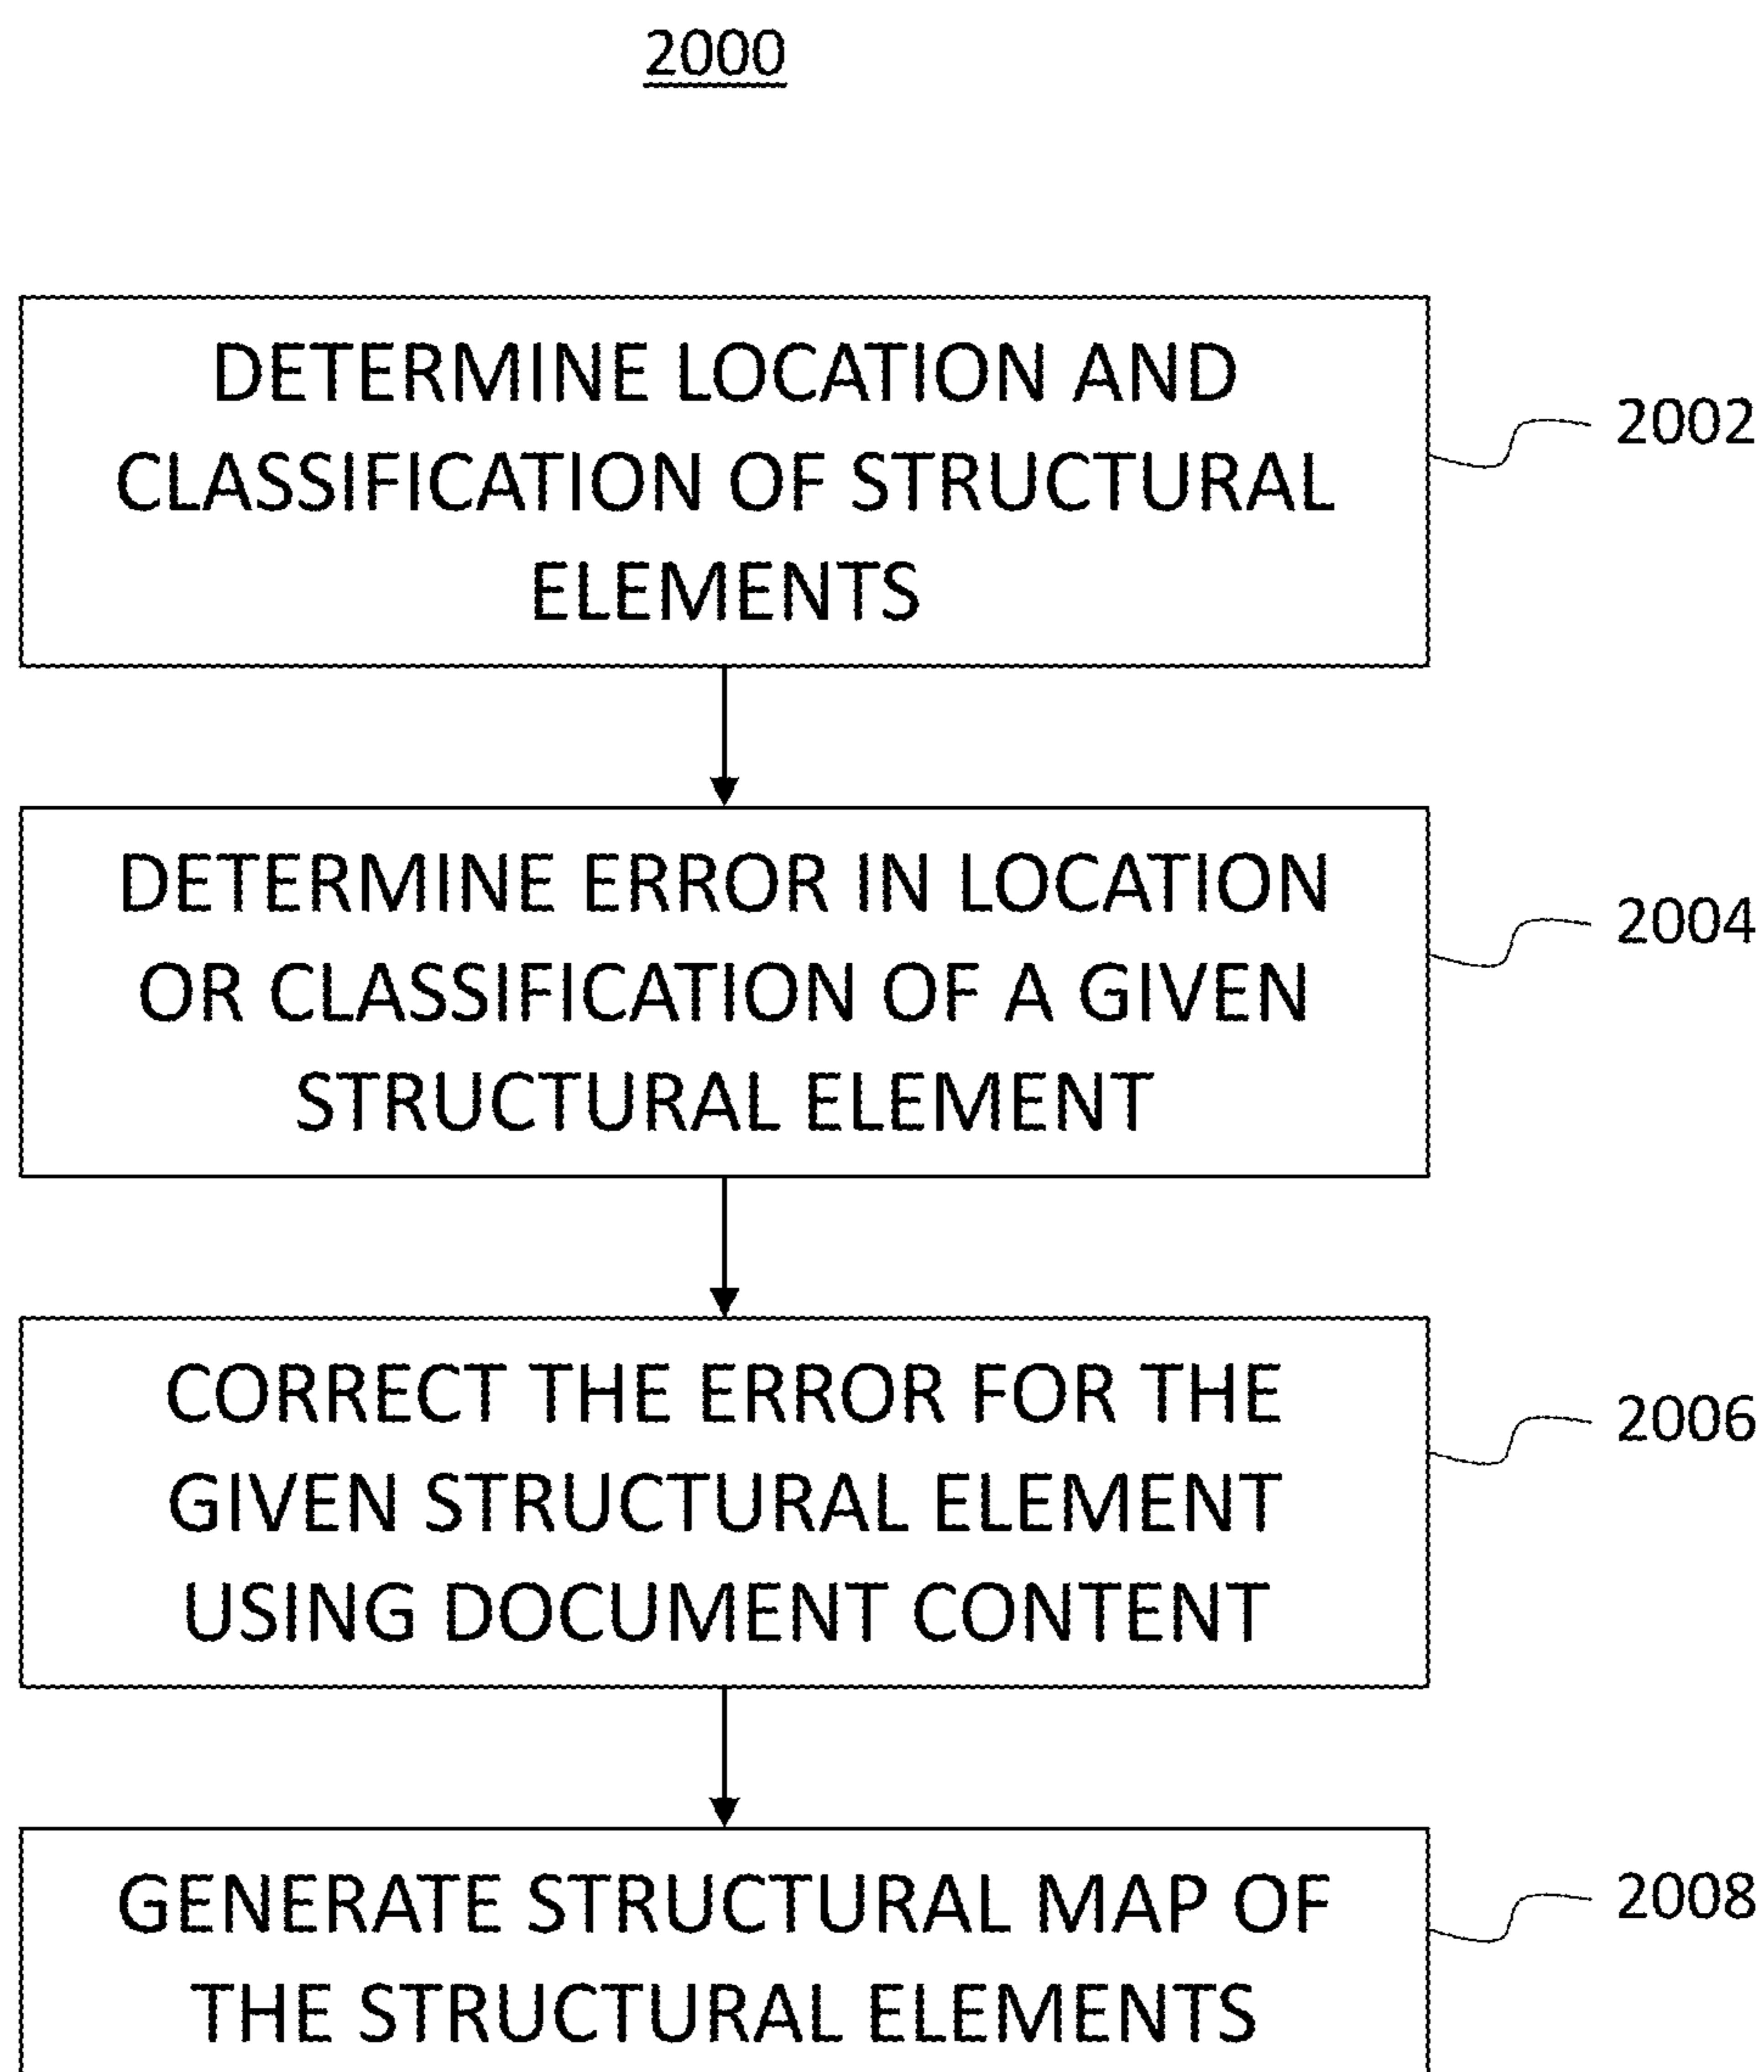 2000
DETERMINE LOCATION AND
CLASSIFICATION OF STRUCTURAL
ELEMENTS
2002
DETERMINE ERROR IN LOCATION
OR CLASSIFICATION OF A GIVEN
STRUCTURAL ELEMENT
2004
CORRECT THE ERROR FOR THE
GIVEN STRUCTURAL ELEMENT
USING DOCUMENT CONTENT
2006
GENERATE STRUCTURAL MAP OF
THE STRUCTURAL ELEMENTS
2008